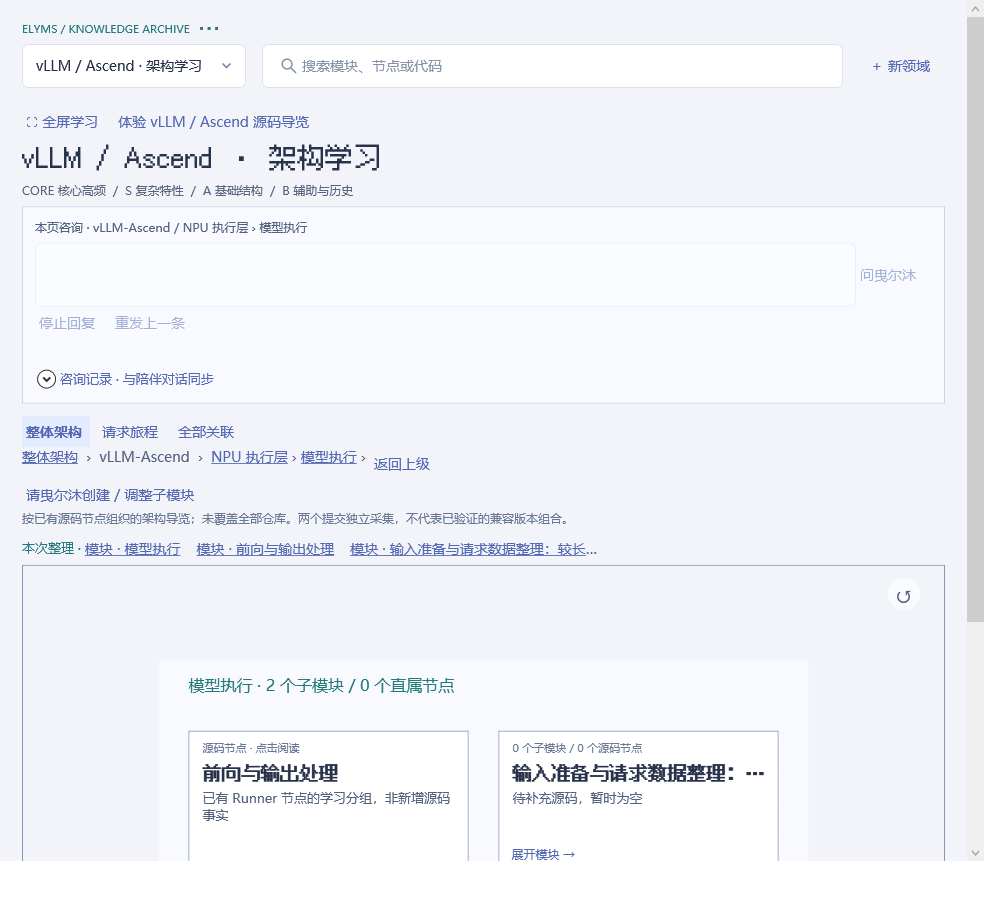 ELYMS / KNOWLEDGE ARCHIVE •••
vLLM / Ascend · 架构学习
搜索模块、节点或代码
+ 新领域
全屏学习 体验 vLLM / Ascend 源码导览
vLLM / Ascend · 架构学习
CORE 核心高频 / S 复杂特性 / A 基础结构 / B 辅助与历史
本页咨询 · vLLM-Ascend / NPU 执行层 › 模型执行
问曳尔沐
停止回复 重发上一条
咨询记录 · 与陪伴对话同步
整体架构 请求旅程 全部关联
整体架构 › vLLM-Ascend › NPU 执行层 › 模型执行 › 返回上级
请曳尔沐创建 / 调整子模块
按已有源码节点组织的架构导览；未覆盖全部仓库。两个提交独立采集，不代表已验证的兼容版本组合。
本次整理 · 模块 · 模型执行 模块 · 前向与输出处理 模块 · 输入准备与请求数据整理：较长...
模型执行 · 2 个子模块 / 0 个直属节点
源码节点 · 点击阅读
前向与输出处理
已有 Runner 节点的学习分组，非新增源码
事实
0 个子模块 / 0 个源码节点
输入准备与请求数据整理：…
待补充源码，暂时为空
展开模块 →